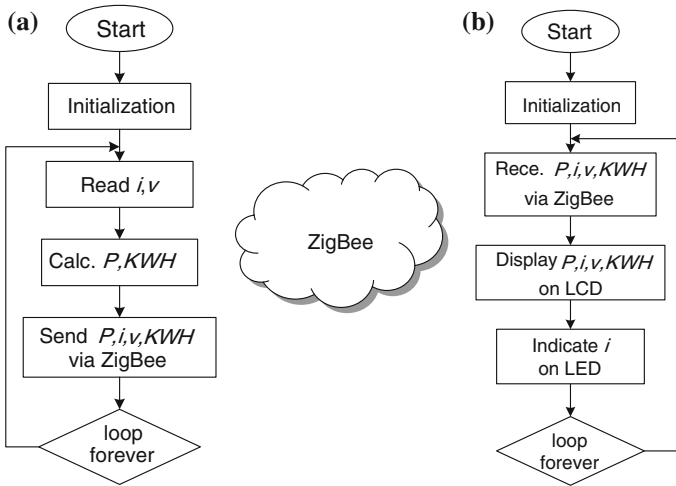 (a)
Start
Initialization
Read i,v
Calc. P,KWH
Send P,i,v,KWH
via ZigBee
loop
forever
ZigBee
(b)
Start
Initialization
Rece. P,i,v,KWH
via ZigBee
Display P,i,v,KWH
on LCD
Indicate i
on LED
loop
forever